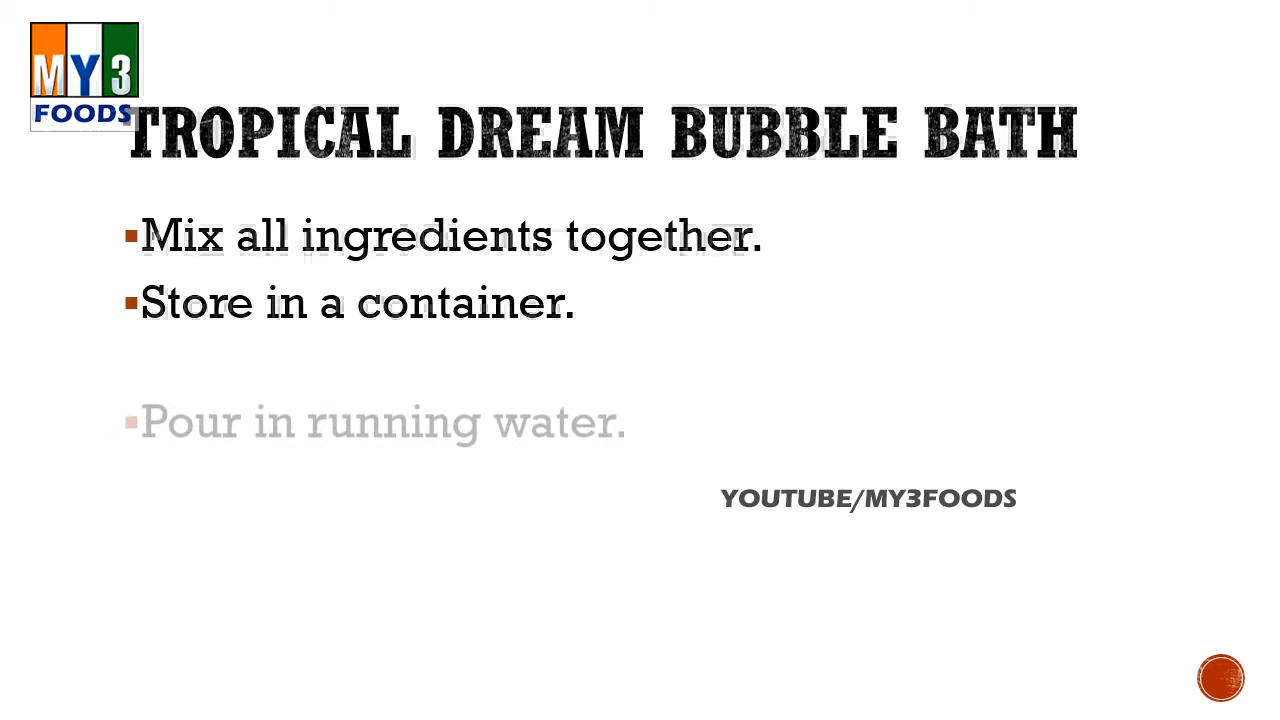 MY3
FOODS
TROPICAL DREAM BUBBLE BATH
▪Mix all ingredients together.
▪Store in a container.
▪Pour in running water.
YOUTUBE/MY3FOODS